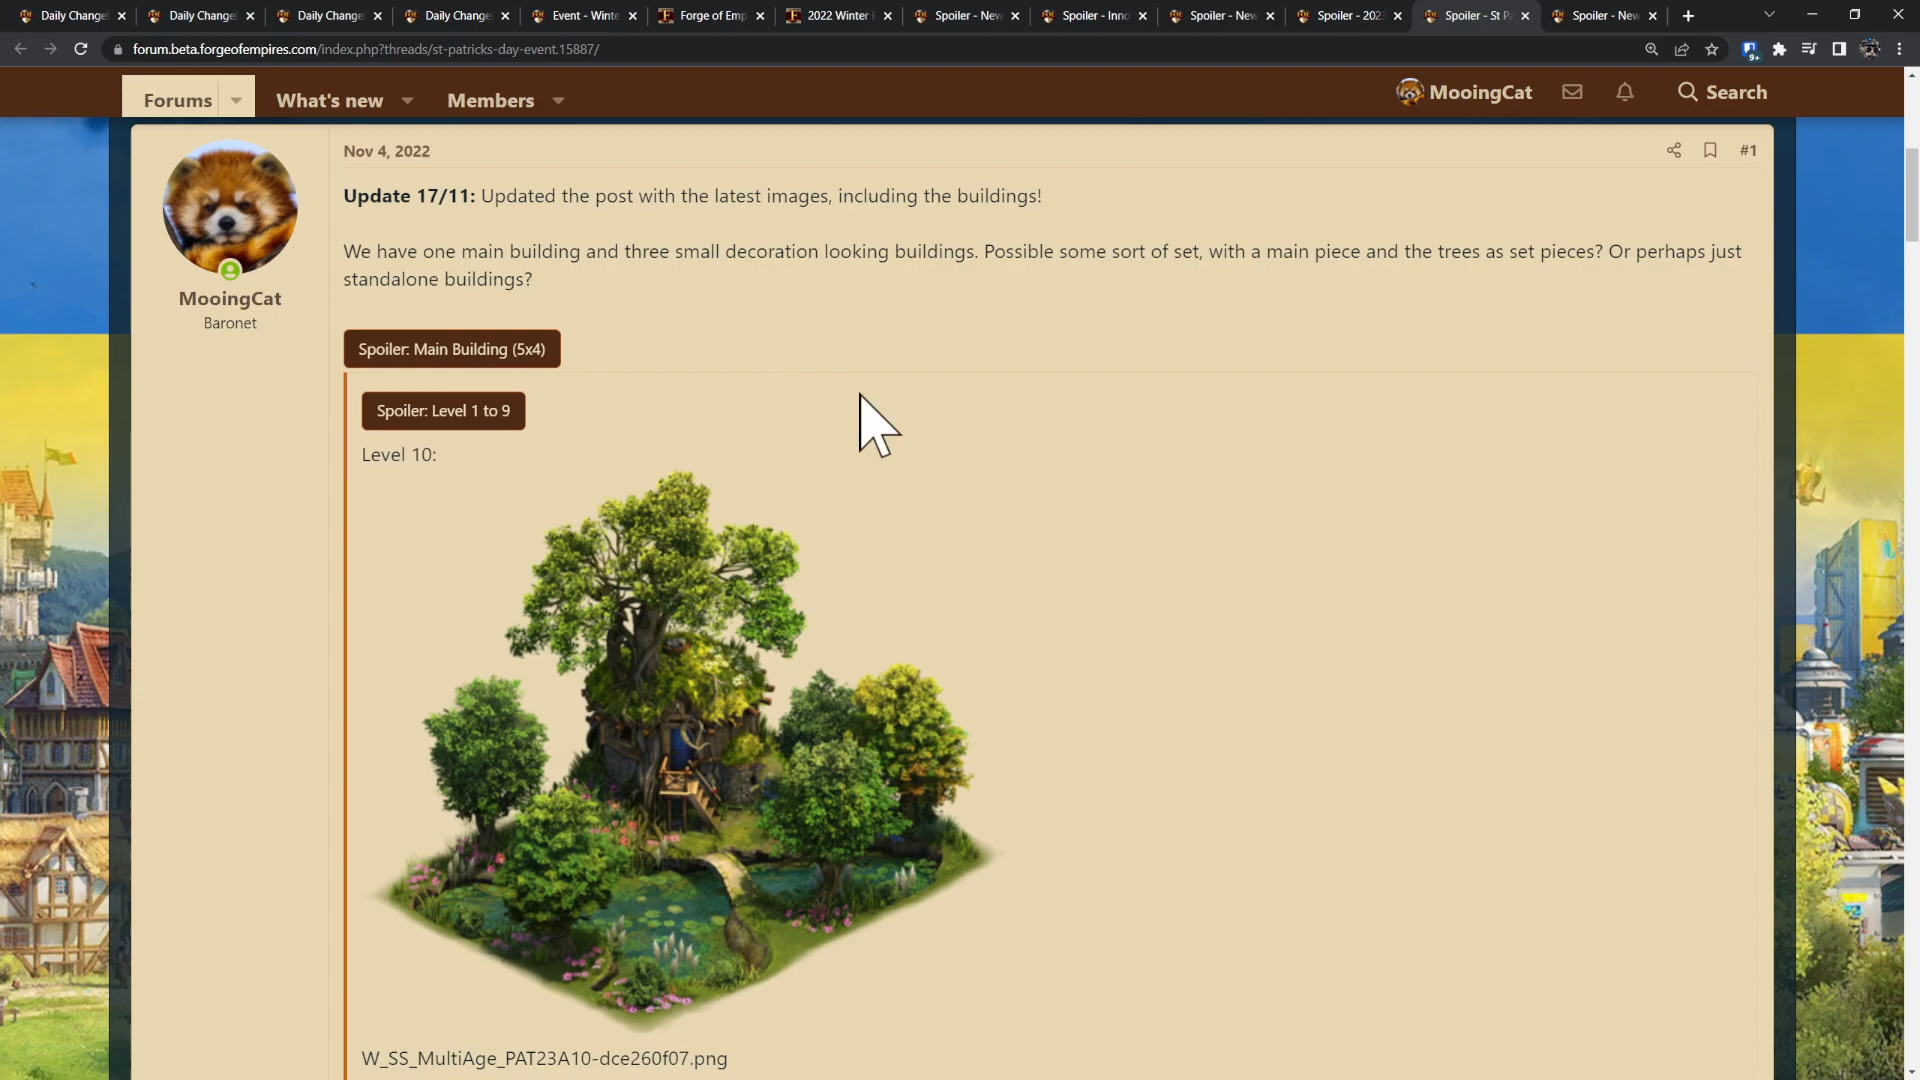 Daily Change
Daily Change
Daily Change
Daily Change
Event - Winte
Forge of Emp
2022 Winter
Spoiler - New
Spoiler - Inno
Spoiler - New
Spoiler - 202
Spoiler - St P
Spoiler - New
forum.beta.forgeofempires.com/index.php?threads/st-patricks-day-event.15887/
9+
Forums
What's new
Members
MooingCat
Search
Nov 4, 2022
#1
Update 17/11: Updated the post with the latest images, including the buildings!
We have one main building and three small decoration looking buildings. Possible some sort of set, with a main piece and the trees as set pieces? Or perhaps just
standalone buildings?
MooingCat
Baronet
Spoiler: Main Building (5x4)
Spoiler: Level 1 to 9
Level 10:
W_SS_MultiAge_PAT23A10-dce260f07.png